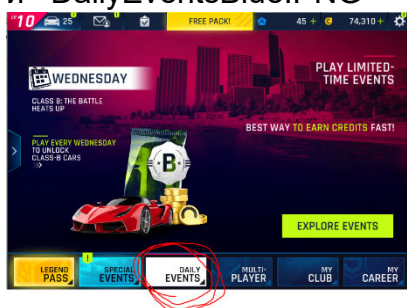 и DailyEventsBlueIPNG
10 25 FREE PACK! 45 + 74,310 +
WEDNESDAY
CLASS B: THE BATTLE
HEATS UP
PLAY EVERY WEDNESDAY
TO UNLOCK
CLASS-B CARS
B
PLAY LIMITED-
TIME EVENTS
BEST WAY TO EARN CREDITS FAST!
EXPLORE EVENTS
LEGEND
PASS
SPECIAL
EVENTS
DAILY
EVENTS
MULTI-
PLAYER
MY
CLUB
MY
CAREER